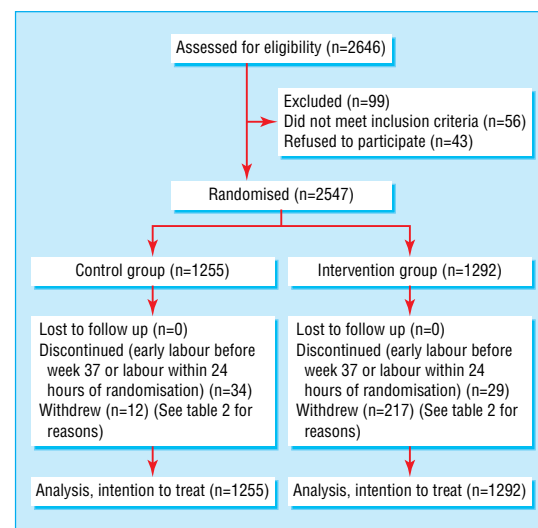 Assessed for eligibility (n=2646)
Excluded (n=99)
Did not meet inclusion criteria (n=56)
Refused to participate (n=43)
Randomised (n=2547)
Control group (n=1255)
Intervention group (n=1292)
Lost to follow up (n=0)
Discontinued (early labour before
week 37 or labour within 24
hours of randomisation) (n=34)
Withdrew (n=12) (See table 2 for
reasons)
Lost to follow up (n=0)
Discontinued (early labour before
week 37 or labour within 24
hours of randomisation) (n=29)
Withdrew (n=217) (See table 2 for
reasons)
Analysis, intention to treat (n=1255)
Analysis, intention to treat (n=1292)